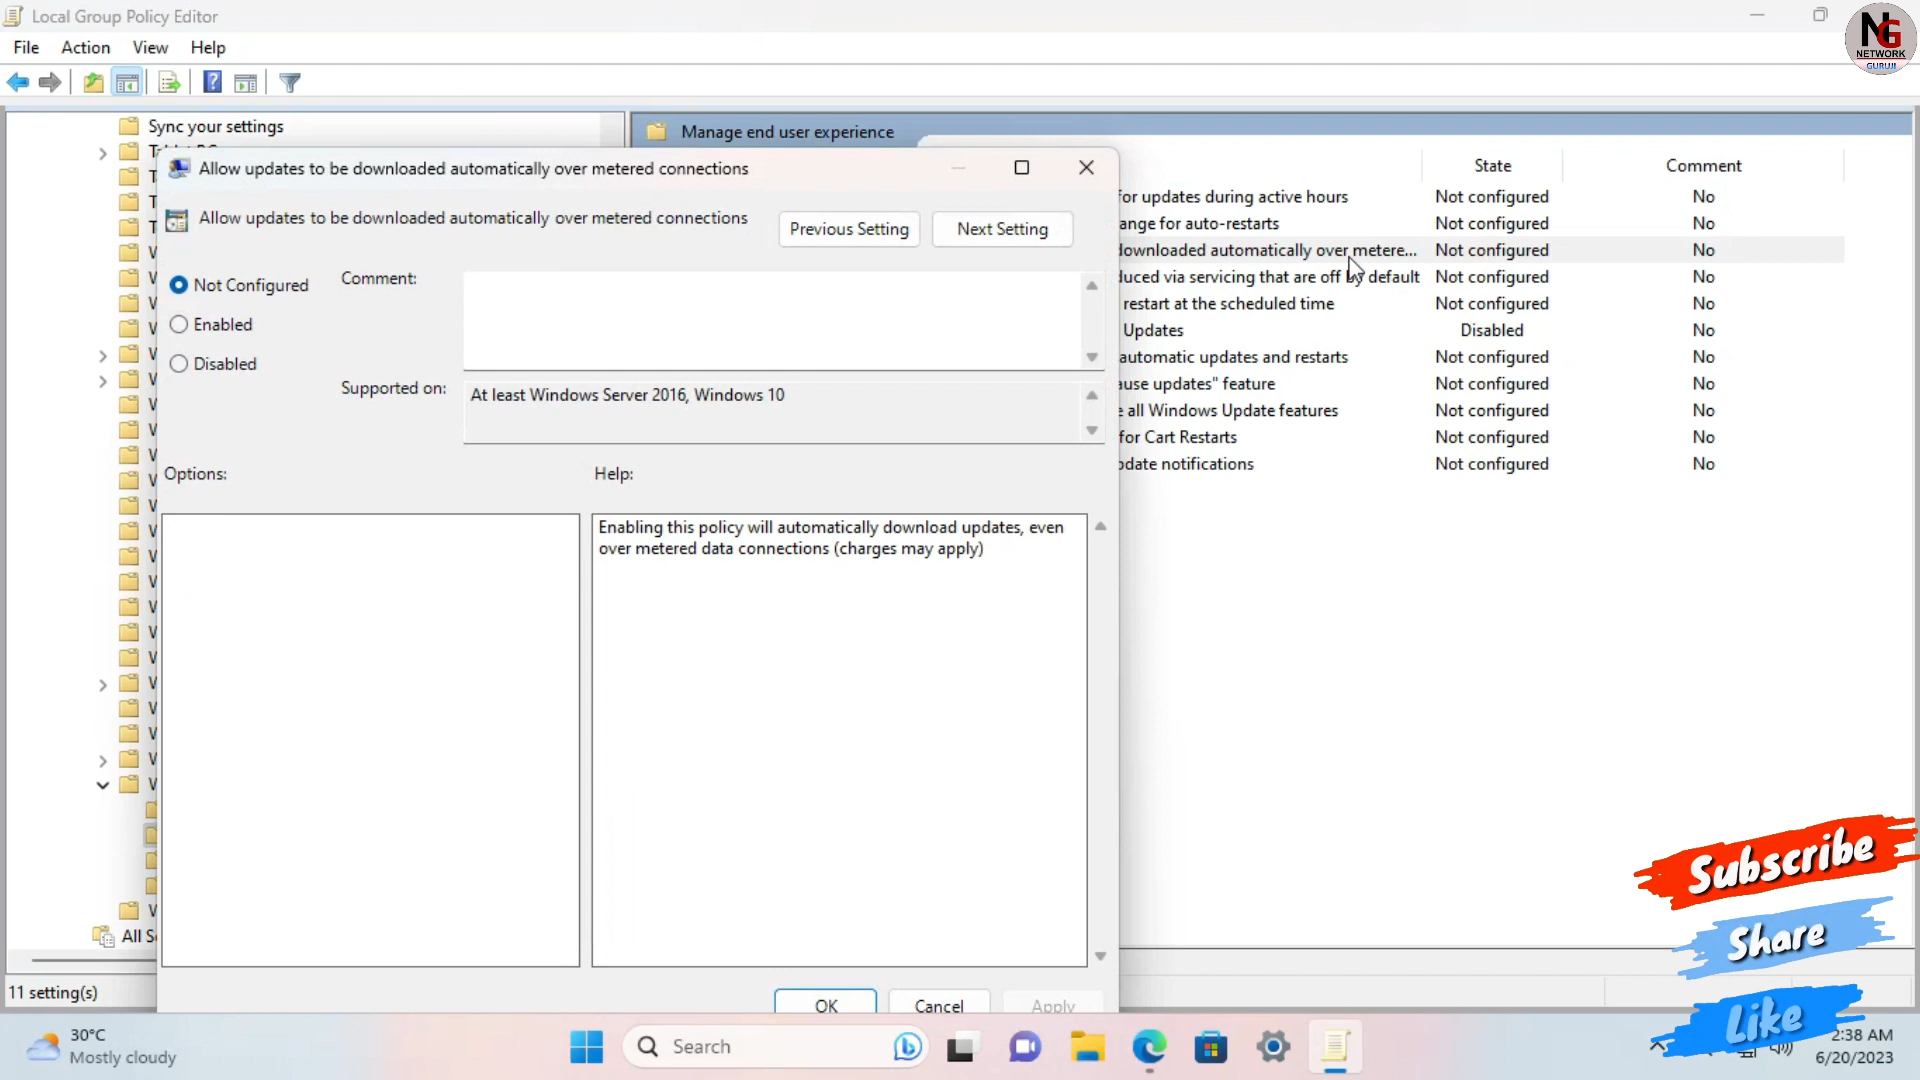 Local Group Policy Editor
File Action View Help
NG
NETWORK
GURUJI
Sync your settings
Manage end user experience
Allow updates to be downloaded automatically over metered connections
Allow updates to be downloaded automatically over metered connections
Previous Setting
Next Setting
Not Configured
Enabled
Disabled
Comment:
Supported on:
At least Windows Server 2016, Windows 10
Options:
Help:
Enabling this policy will automatically download updates, even
over metered data connections (charges may apply)
OK
Cancel
Apply
State Comment
for updates during active hours Not configured No
ange for auto-restarts Not configured No
downloaded automatically over metere... Not configured No
duced via servicing that are off by default Not configured No
restart at the scheduled time Not configured No
Updates Disabled No
automatic updates and restarts Not configured No
ause updates" feature Not configured No
e all Windows Update features Not configured No
for Cart Restarts Not configured No
pdate notifications Not configured No
All Se
11 setting(s)
Subscribe
Share
Like
30°C
Mostly cloudy
Search
2:38 AM
6/20/2023